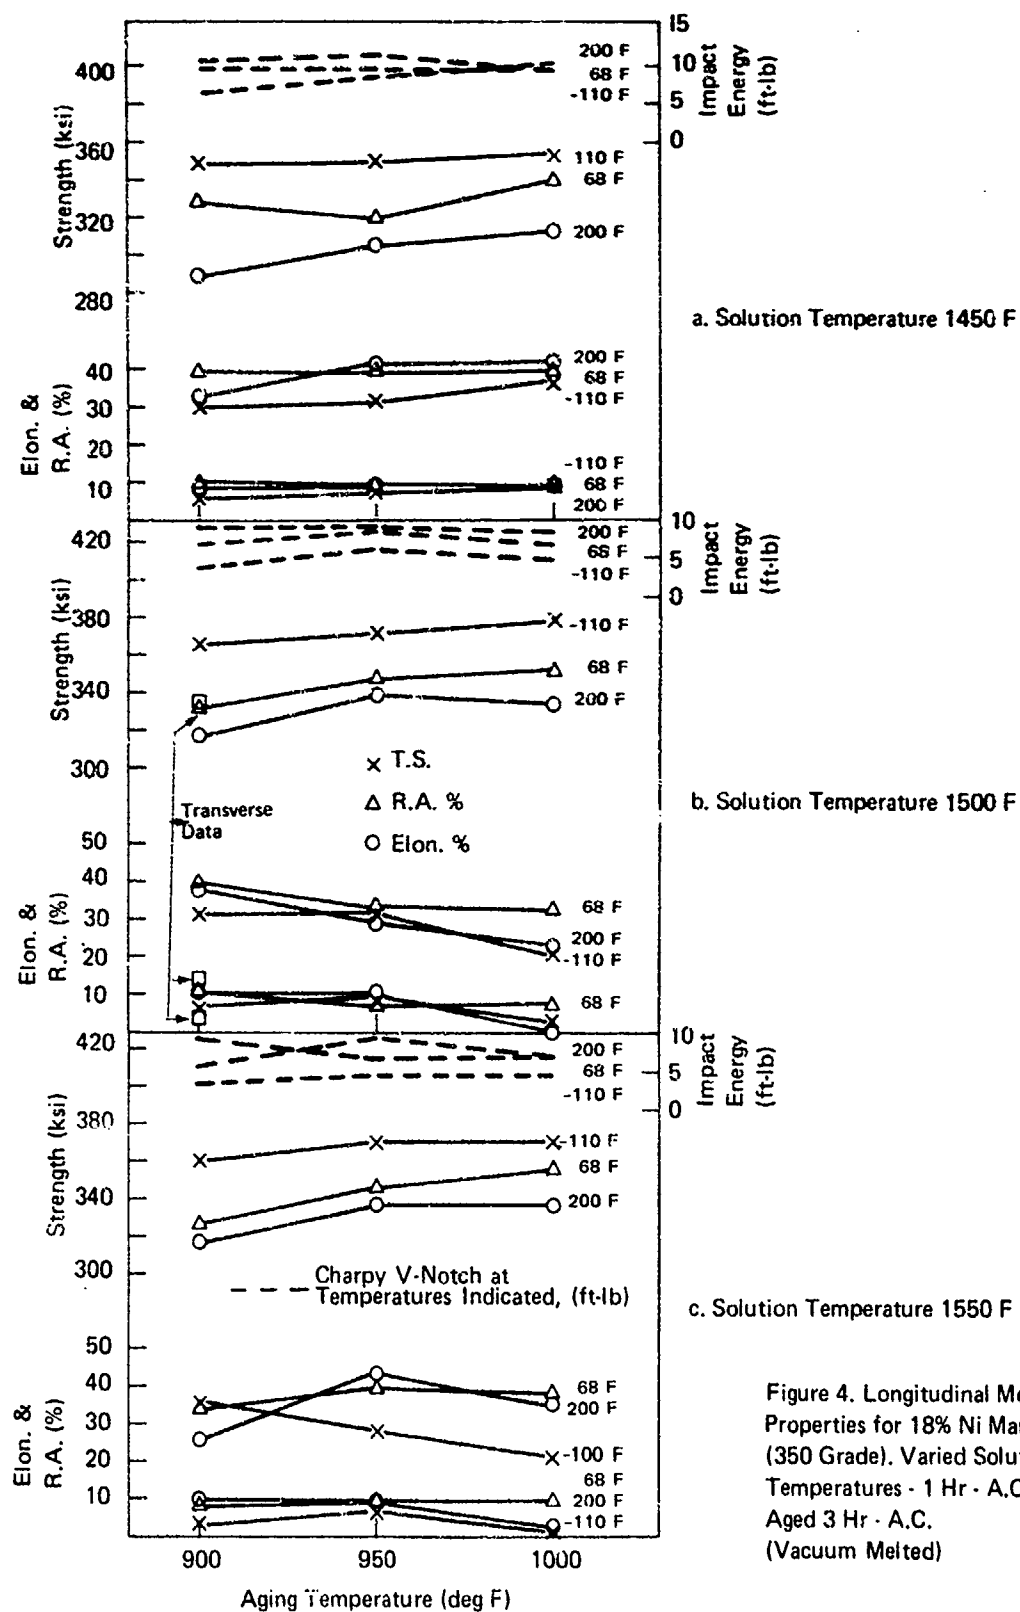 15
200 F
400
10
68 F
-110 F
5
Impact
Energy
(ft-lb)
0
Strength (ksi)
360
110 F
68 F
320
200 F
280
a. Solution Temperature 1450 F
200 F
40
68 F
-110 F
30
Elon. &
R.A. (%)
20
-110 F
10
68 F
200 F
10
420
200 F
68 F
5
-110 F
Impact
Energy
(ft-lb)
0
Strength (ksi)
380
-110 F
68 F
340
200 F
T.S.
300
R.A. %
b. Solution Temperature 1500 F
Transverse
Data
Elon. %
50
40
68 F
30
Elon. &
R.A. (%)
200 F
20
-110 F
10
68 F
10
420
200 F
68 F
5
-110 F
Impact
Energy
(ft-lb)
0
Strength (ksi)
380
-110 F
68 F
340
200 F
300
Charpy V-Notch at
Temperatures Indicated, (ft-lb)
c. Solution Temperature 1550 F
50
40
68 F
200 F
30
Elon. &
R.A. (%)
20
-100 F
68 F
10
200 F
-110 F
900
950
1000
Aging Temperature (deg F)
Figure 4. Longitudinal Me
Properties for 18% Ni Ma
(350 Grade). Varied Solu
Temperatures - 1 Hr - A.C
Aged 3 Hr - A.C.
(Vacuum Melted)